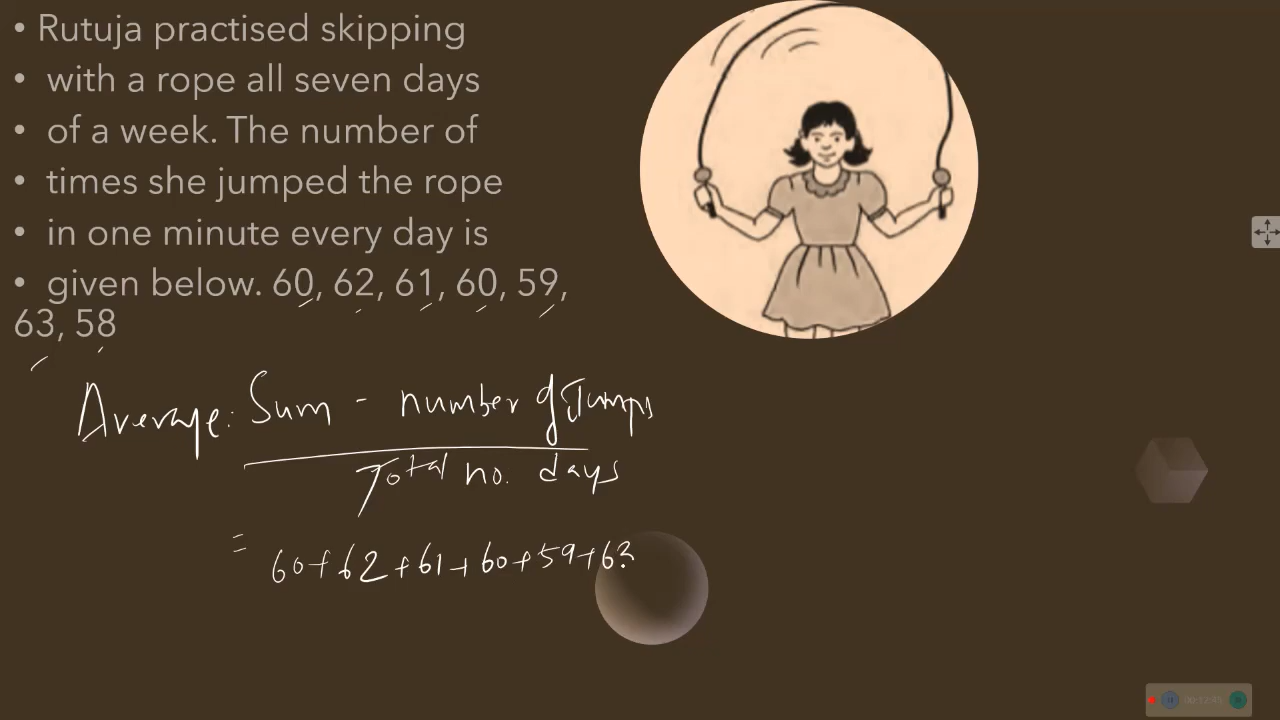 • Rutuja practised skipping
• with a rope all seven days
• of a week. The number of
• times she jumped the rope
• in one minute every day is
• given below. 60, 62, 61, 60, 59,
63, 58
Average: Sum - number of Jumps
Total no. days
= 60+62+61+60+59+63